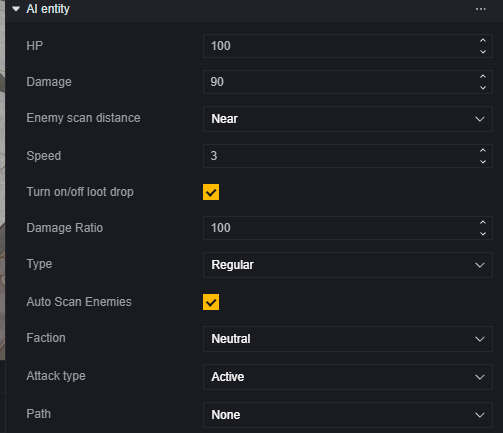 AI entity
HP 100
Damage 90
Enemy scan distance Near
Speed 3
Turn on/off loot drop
Damage Ratio 100
Type Regular
Auto Scan Enemies
Faction Neutral
Attack type Active
Path None